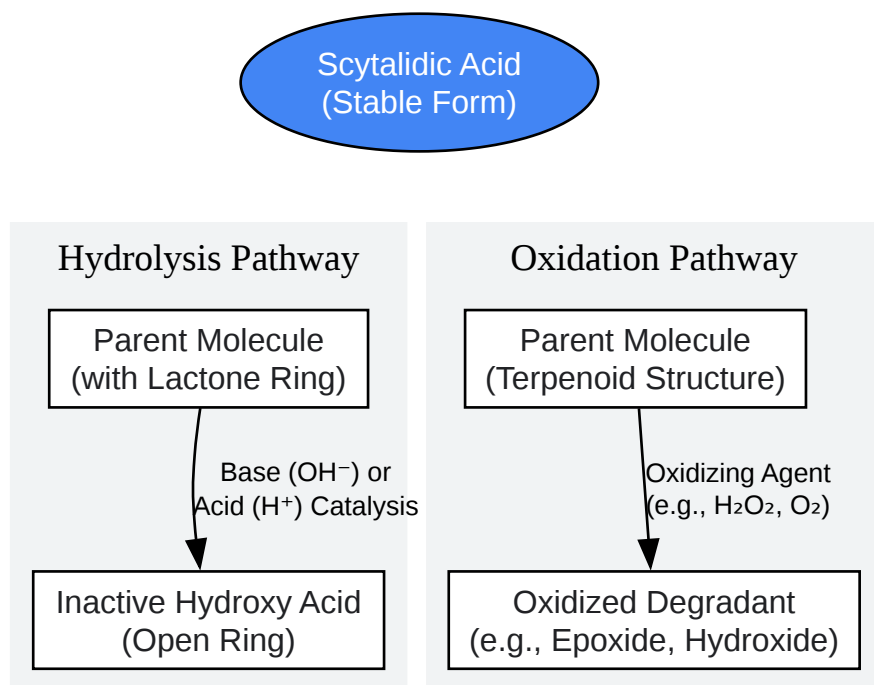 Scytalidic Acid
(Stable Form)
Hydrolysis Pathway
Parent Molecule
(with Lactone Ring)
Base (OH⁻) or
Acid (H⁺) Catalysis
Inactive Hydroxy Acid
(Open Ring)
Oxidation Pathway
Parent Molecule
(Terpenoid Structure)
Oxidizing Agent
(e.g., H₂O₂, O₂)
Oxidized Degradant
(e.g., Epoxide, Hydroxide)